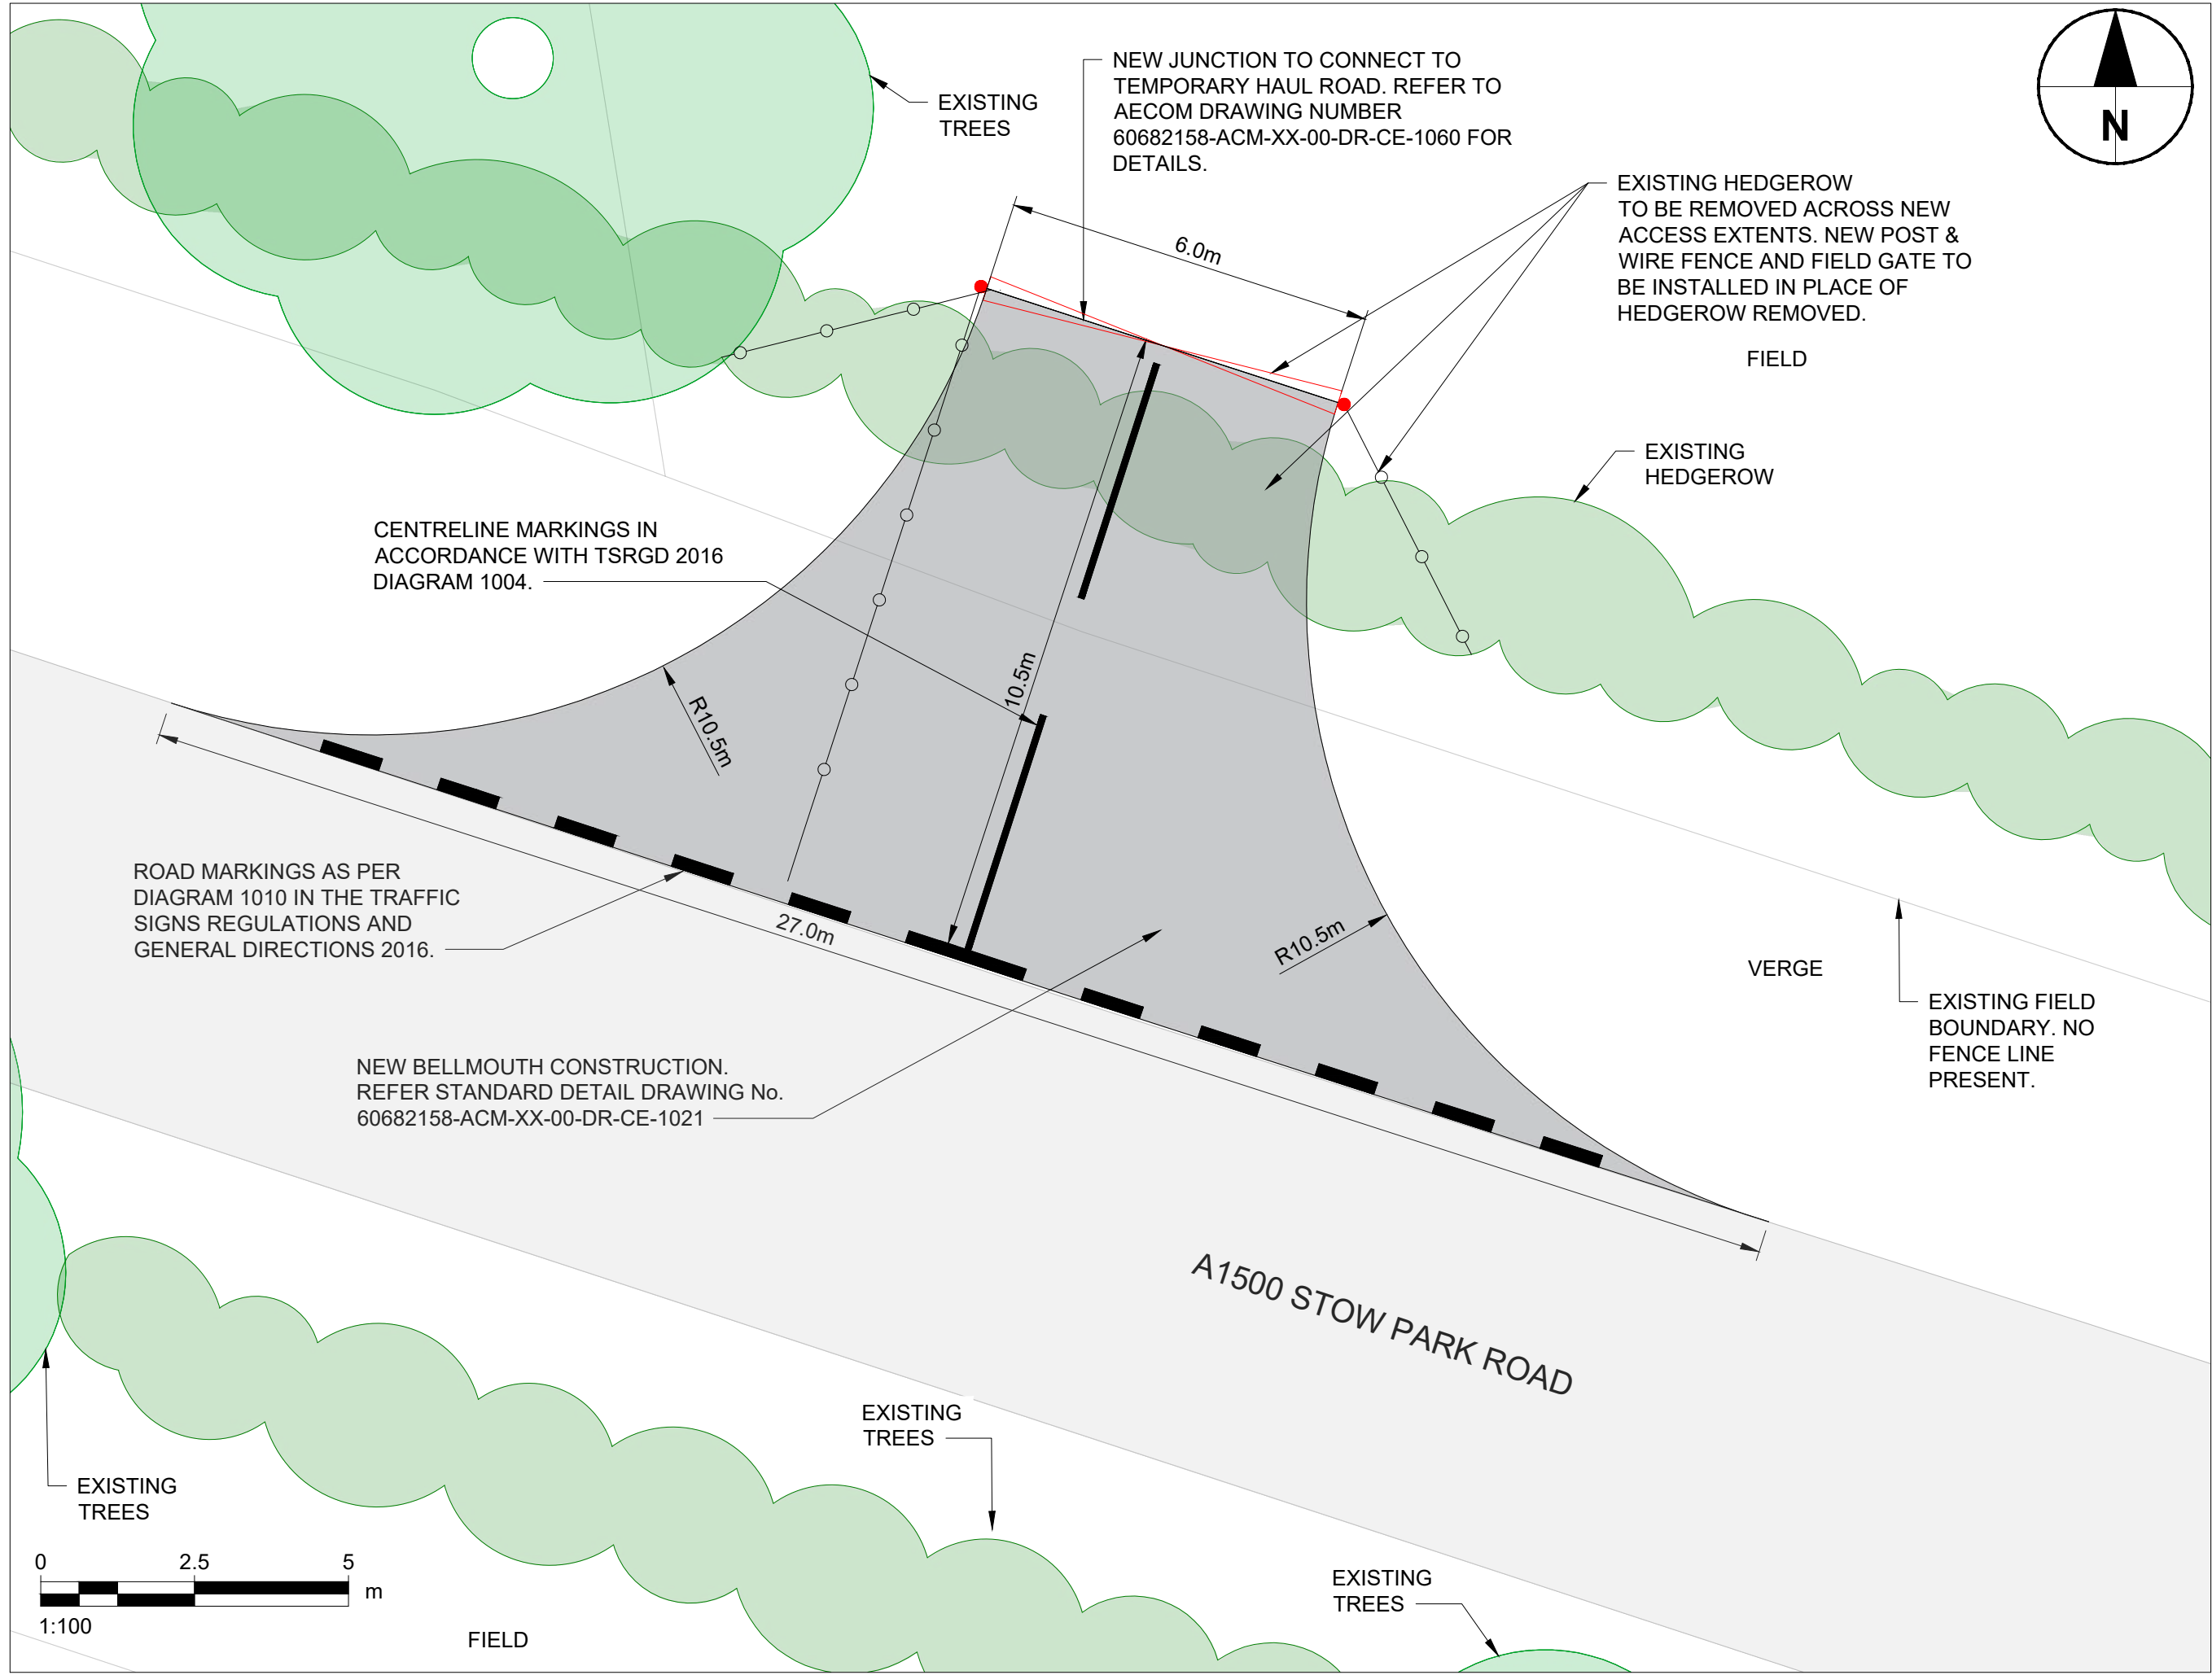 NEW JUNCTION TO CONNECT TO
TEMPORARY HAUL ROAD. REFER TO
AECOM DRAWING NUMBER
60682158-ACM-XX-00-DR-CE-1060 FOR
DETAILS.
EXISTING
TREES
N
EXISTING HEDGEROW
TO BE REMOVED ACROSS NEW
ACCESS EXTENTS. NEW POST &
WIRE FENCE AND FIELD GATE TO
BE INSTALLED IN PLACE OF
HEDGEROW REMOVED.
6.0m
FIELD
EXISTING
HEDGEROW
CENTRELINE MARKINGS IN
ACCORDANCE WITH TSRGD 2016
DIAGRAM 1004.
10.5m
R10.5m
ROAD MARKINGS AS PER
DIAGRAM 1010 IN THE TRAFFIC
SIGNS REGULATIONS AND
GENERAL DIRECTIONS 2016.
27.0m
R10.5m
VERGE
EXISTING FIELD
BOUNDARY. NO
FENCE LINE
PRESENT.
NEW BELLMOUTH CONSTRUCTION.
REFER STANDARD DETAIL DRAWING No.
60682158-ACM-XX-00-DR-CE-1021
A1500 STOW PARK ROAD
EXISTING
TREES
EXISTING
TREES
EXISTING
TREES
0 2.5 5
m
1:100
FIELD